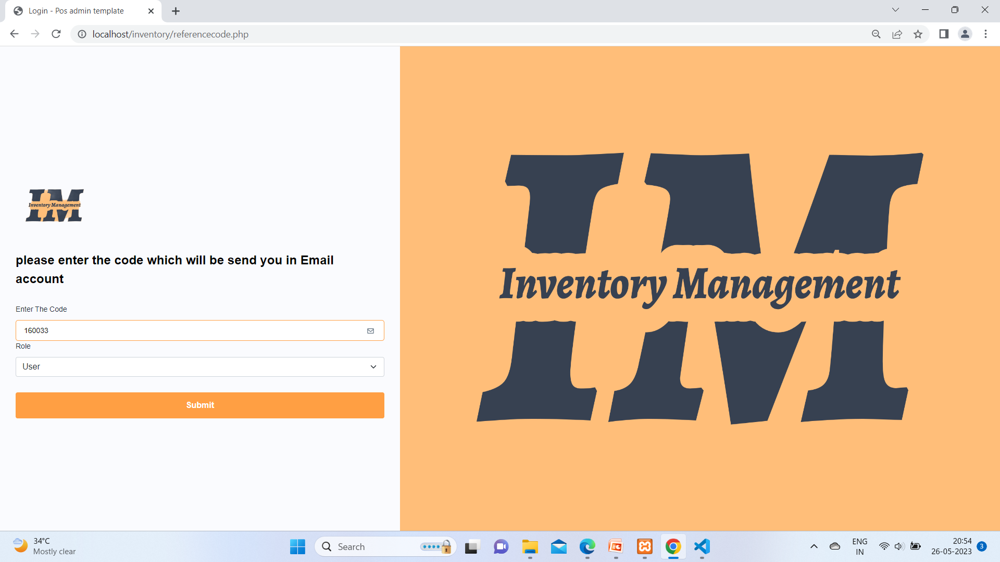 Login - Pos admin template
localhost/inventory/referencecode.php
Inventory Management
please enter the code which will be send you in Email
account
Enter The Code
160033
Role
User
Submit
IM
Inventory Management
34°C
Mostly clear
Search
ENG
IN
20:54
26-05-2023
3